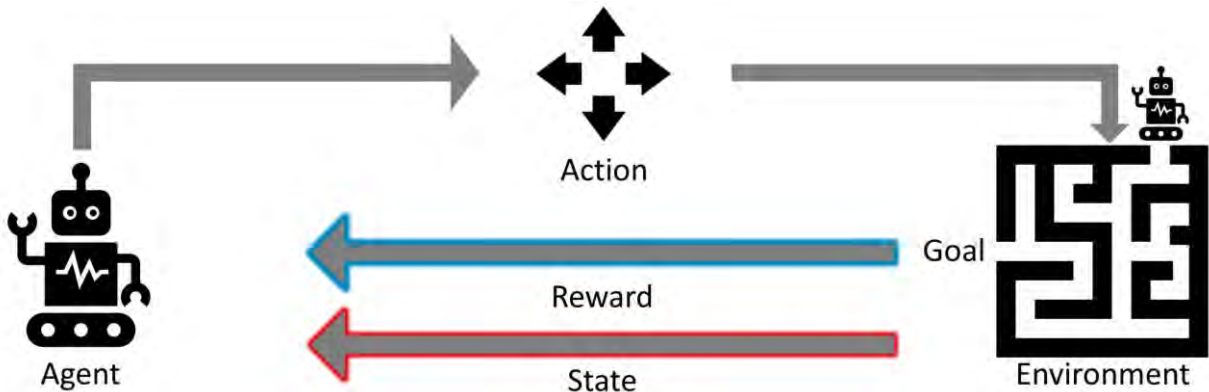 Action
Goal
Reward
Agent
State
Environment